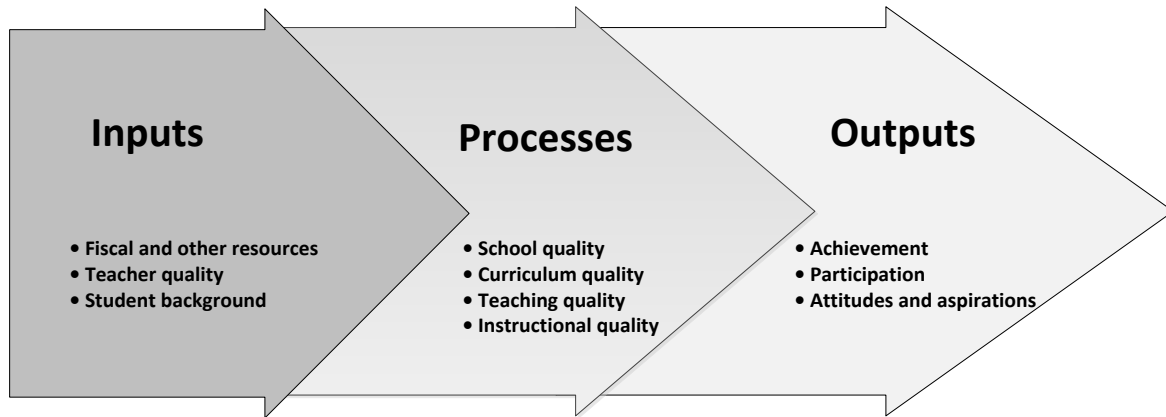 Inputs
• Fiscal and other resources
• Teacher quality
• Student background
Processes
• School quality
• Curriculum quality
• Teaching quality
• Instructional quality
Outputs
• Achievement
• Participation
• Attitudes and aspirations